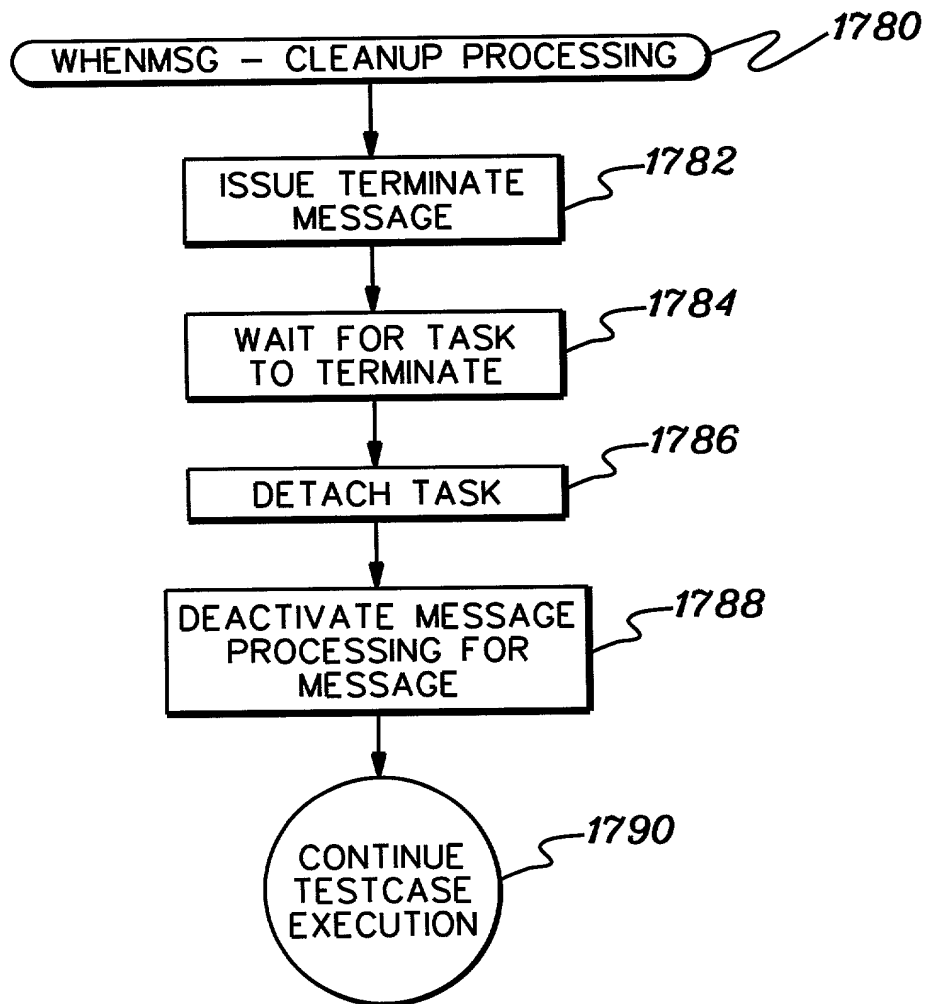 1780
WHENMSG – CLEANUP PROCESSING
1782
ISSUE TERMINATE
MESSAGE
1784
WAIT FOR TASK
TO TERMINATE
1786
DETACH TASK
1788
DEACTIVATE MESSAGE
PROCESSING FOR
MESSAGE
1790
CONTINUE
TESTCASE
EXECUTION